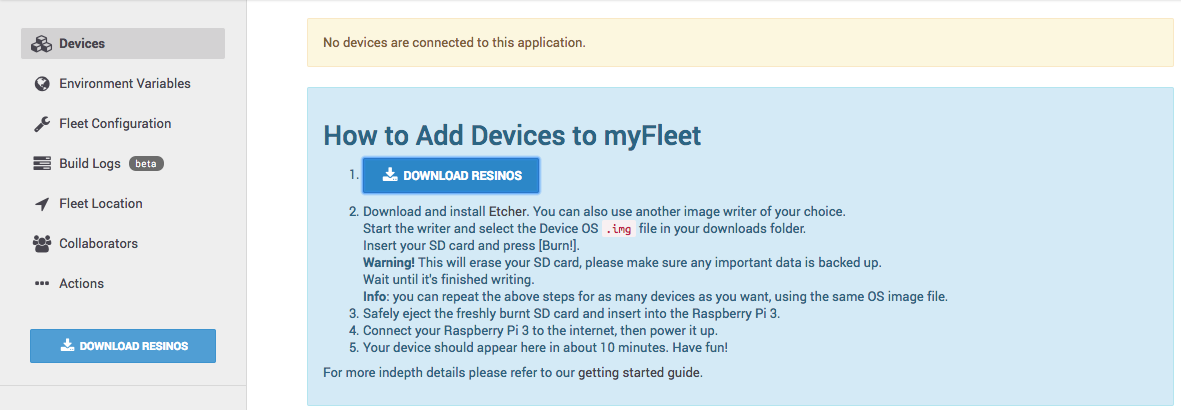 Devices
Environment Variables
Fleet Configuration
Build Logs beta
Fleet Location
Collaborators
Actions
DOWNLOAD RESINOS
No devices are connected to this application.
How to Add Devices to myFleet
1. DOWNLOAD RESINOS
2. Download and install Etcher. You can also use another image writer of your choice.
Start the writer and select the Device OS .img file in your downloads folder.
Insert your SD card and press [Burn!].
Warning! This will erase your SD card, please make sure any important data is backed up.
Wait until it's finished writing.
Info: you can repeat the above steps for as many devices as you want, using the same OS image file.
3. Safely eject the freshly burnt SD card and insert into the Raspberry Pi 3.
4. Connect your Raspberry Pi 3 to the internet, then power it up.
5. Your device should appear here in about 10 minutes. Have fun!
For more indepth details please refer to our getting started guide.